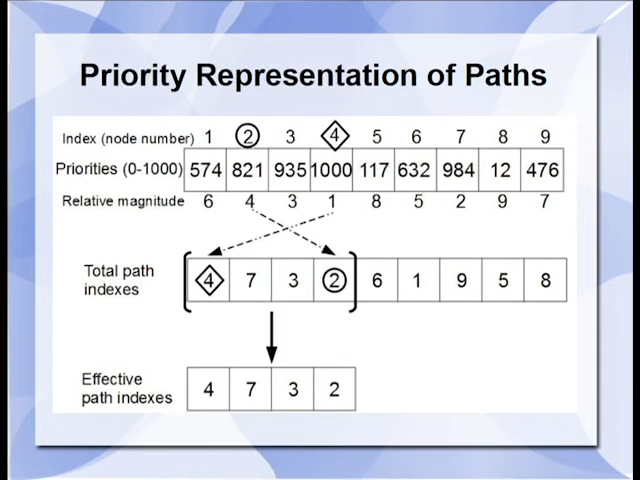 Priority Representation of Paths
Index (node number) 1 2 3 4 5 6 7 8 9
Priorities (0-1000) 574 821 935 1000 117 632 984 12 476
Relative magnitude 6 4 3 1 8 5 2 9 7
Total path indexes 4 7 3 2 6 1 9 5 8
Effective path indexes 4 7 3 2